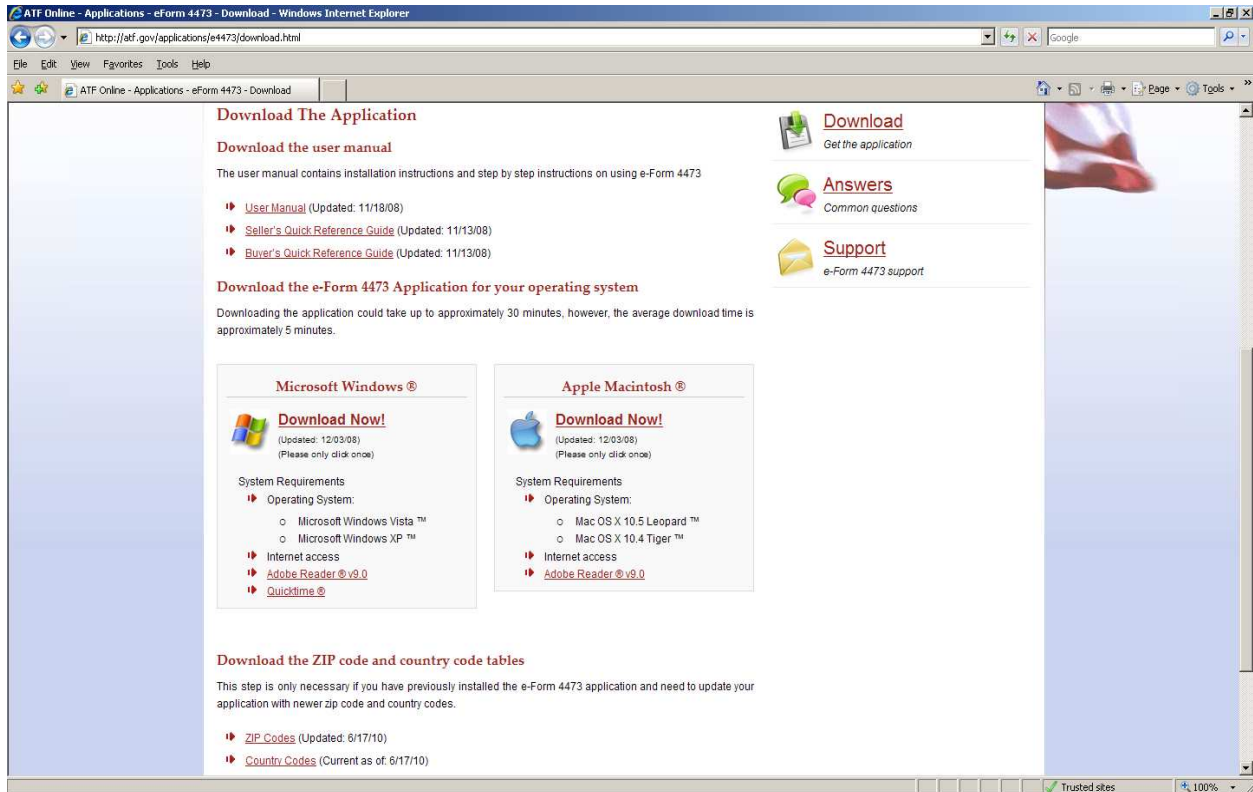 ATF Online - Applications - eForm 4473 - Download - Windows Internet Explorer
http://atf.gov/applications/e4473/download.html
Google
File Edit View Favorites Tools Help
ATF Online - Applications - eForm 4473 - Download
Page Tools »
Download The Application
Download the user manual
The user manual contains installation instructions and step by step instructions on using e-Form 4473
User Manual (Updated: 11/18/08)
Seller's Quick Reference Guide (Updated: 11/13/08)
Buyer's Quick Reference Guide (Updated: 11/13/08)
Download the e-Form 4473 Application for your operating system
Downloading the application could take up to approximately 30 minutes, however, the average download time is
approximately 5 minutes.
Microsoft Windows ®
Download Now!
(Updated: 12/03/08)
(Please only click once)
System Requirements
Operating System:
o Microsoft Windows Vista ™
o Microsoft Windows XP ™
Internet access
Adobe Reader ® v9.0
Quicktime ®
Apple Macintosh ®
Download Now!
(Updated: 12/03/08)
(Please only click once)
System Requirements
Operating System:
o Mac OS X 10.5 Leopard ™
o Mac OS X 10.4 Tiger ™
Internet access
Adobe Reader ® v9.0
Download the ZIP code and country code tables
This step is only necessary if you have previously installed the e-Form 4473 application and need to update your
application with newer zip code and country codes.
ZIP Codes (Updated: 6/17/10)
Country Codes (Current as of: 6/17/10)
Download
Get the application
Answers
Common questions
Support
e-Form 4473 support
Trusted sites
100%